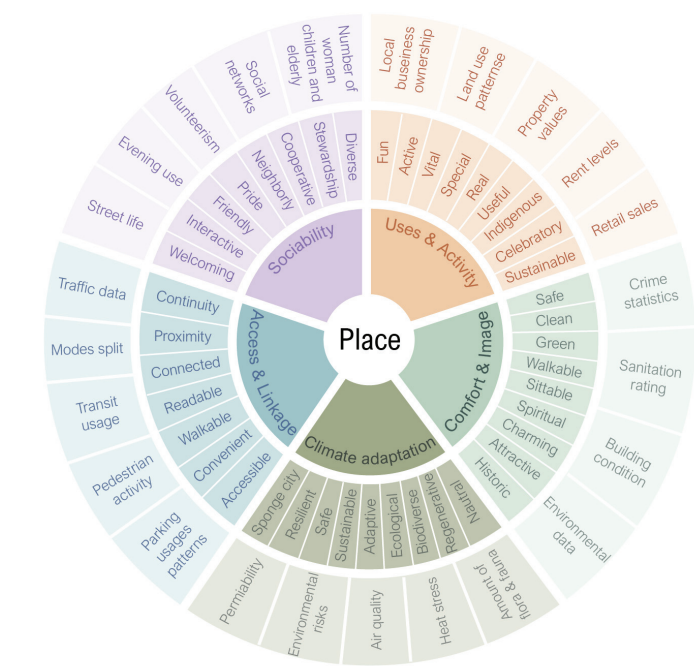 Place
Uses & Activity
Fun
Active
Vital
Special
Real
Useful
Indigenous
Celebratory
Sustainable
Local
buseiness
ownership
Land use
patternse
Property
values
Rent levels
Retail sales
Comfort & Image
Safe
Clean
Green
Walkable
Sittable
Spiritual
Charming
Attractive
Historic
Crime
statistics
Sanitation
rating
Building
condition
Environmental
data
Climate adaptation
Sponge city
Resilient
Safe
Sustainable
Adaptive
Ecological
Biodiverse
Regenerative
Nautral
Permiability
Environmental
risks
Air quality
Heat stress
Amount of
flora & fauna
Access & Linkage
Continuity
Proximity
Connected
Readable
Walkable
Convenient
Accessible
Traffic data
Modes split
Transit
usage
Pedestrian
activity
Parking
usages
patterns
Sociability
Welcoming
Interactive
Friendly
Pride
Neighborly
Cooperative
Stewardship
Diverse
Street life
Evening use
Volunteerism
Social
networks
Number of
woman
children and
elderly